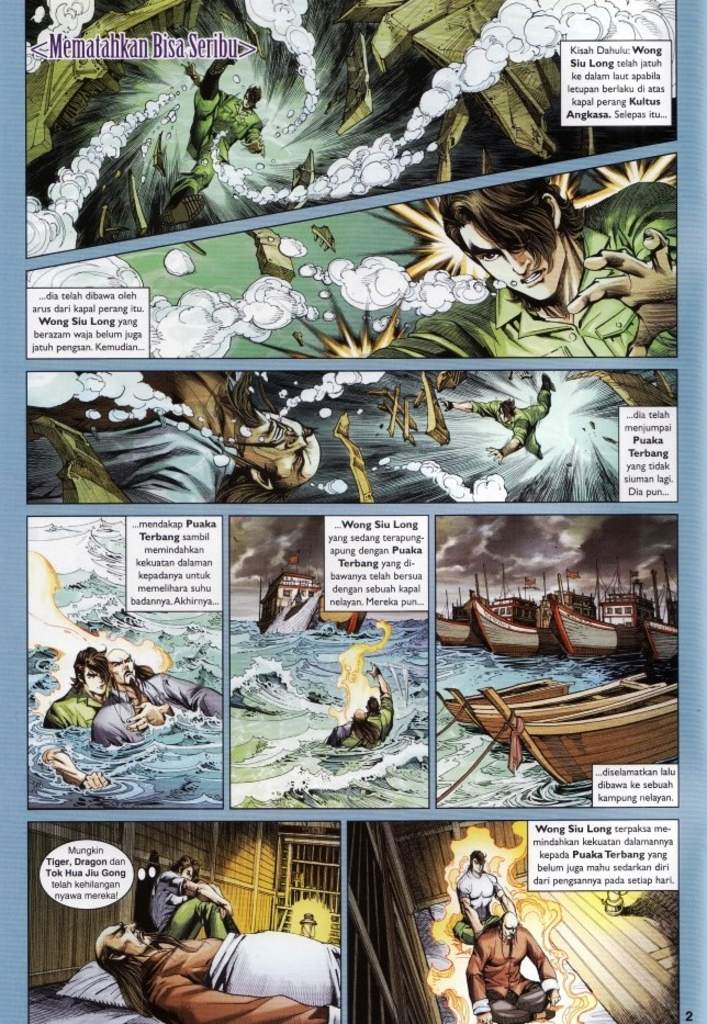 <Mematahkan Bisa Seribu>
Kisah Dahulu: Wong
Siu Long telah jatuh
ke dalam laut apabila
letupan berlaku di atas
kapal perang Kultus
Angkasa. Selepas itu...
...dia telah dibawa oleh
arus dari kapal perang itu.
Wong Siu Long yang
berazam waja belum juga
jatuh pengsan. Kemudian...
...dia telah
menjumpai
Puaka
Terbang
yang tidak
siuman lagi.
Dia pun...
...mendakap Puaka
Terbang sambil
memindahkan
kekuatan dalaman
kepadanya untuk
memelihara suhu
badannya. Akhirnya...
...Wong Siu Long
yang sedang terapung-
apung dengan Puaka
Terbang yang di-
bawanya telah bersua
dengan sebuah kapal
nelayan. Mereka pun...
...diselamatkan lalu
dibawa ke sebuah
kampung nelayan.
Mungkin
Tiger, Dragon dan
Tok Hua Jiu Gong
telah kehilangan
nyawa mereka!
Wong Siu Long terpaksa me-
mindahkan kekuatan dalamannya
kepada Puaka Terbang yang
belum juga mahu sedarkan diri
dari pengsannya pada setiap hari.
2